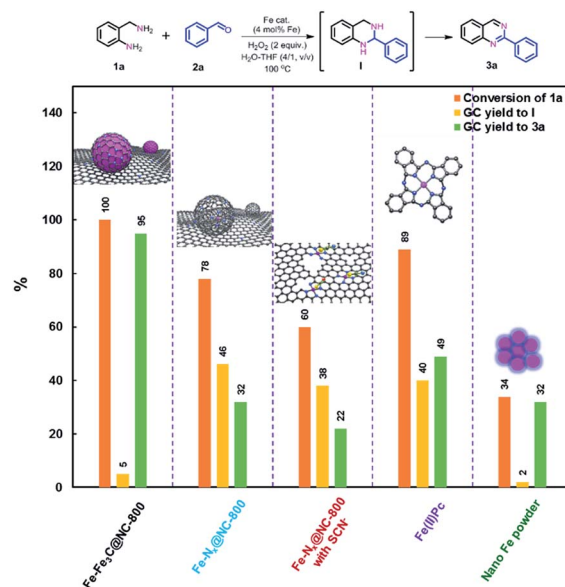 NH₂
NH₂
1a
+
O
2a
Fe cat.
(4 mol% Fe)
H₂O₂ (2 equiv.)
H₂O-THF (4/1, v/v)
100 °C
NH
N
H
I
N
N
3a
Conversion of 1a
GC yield to I
GC yield to 3a
%
140
120
100
80
60
40
20
0
100
5
95
78
46
32
60
38
22
89
40
49
34
2
32
Fe-Fe₃C@NC-800
Fe-Nₓ@NC-800
Fe-Nₓ@NC-800
with SCN⁻
Fe(II)Pc
Nano Fe powder